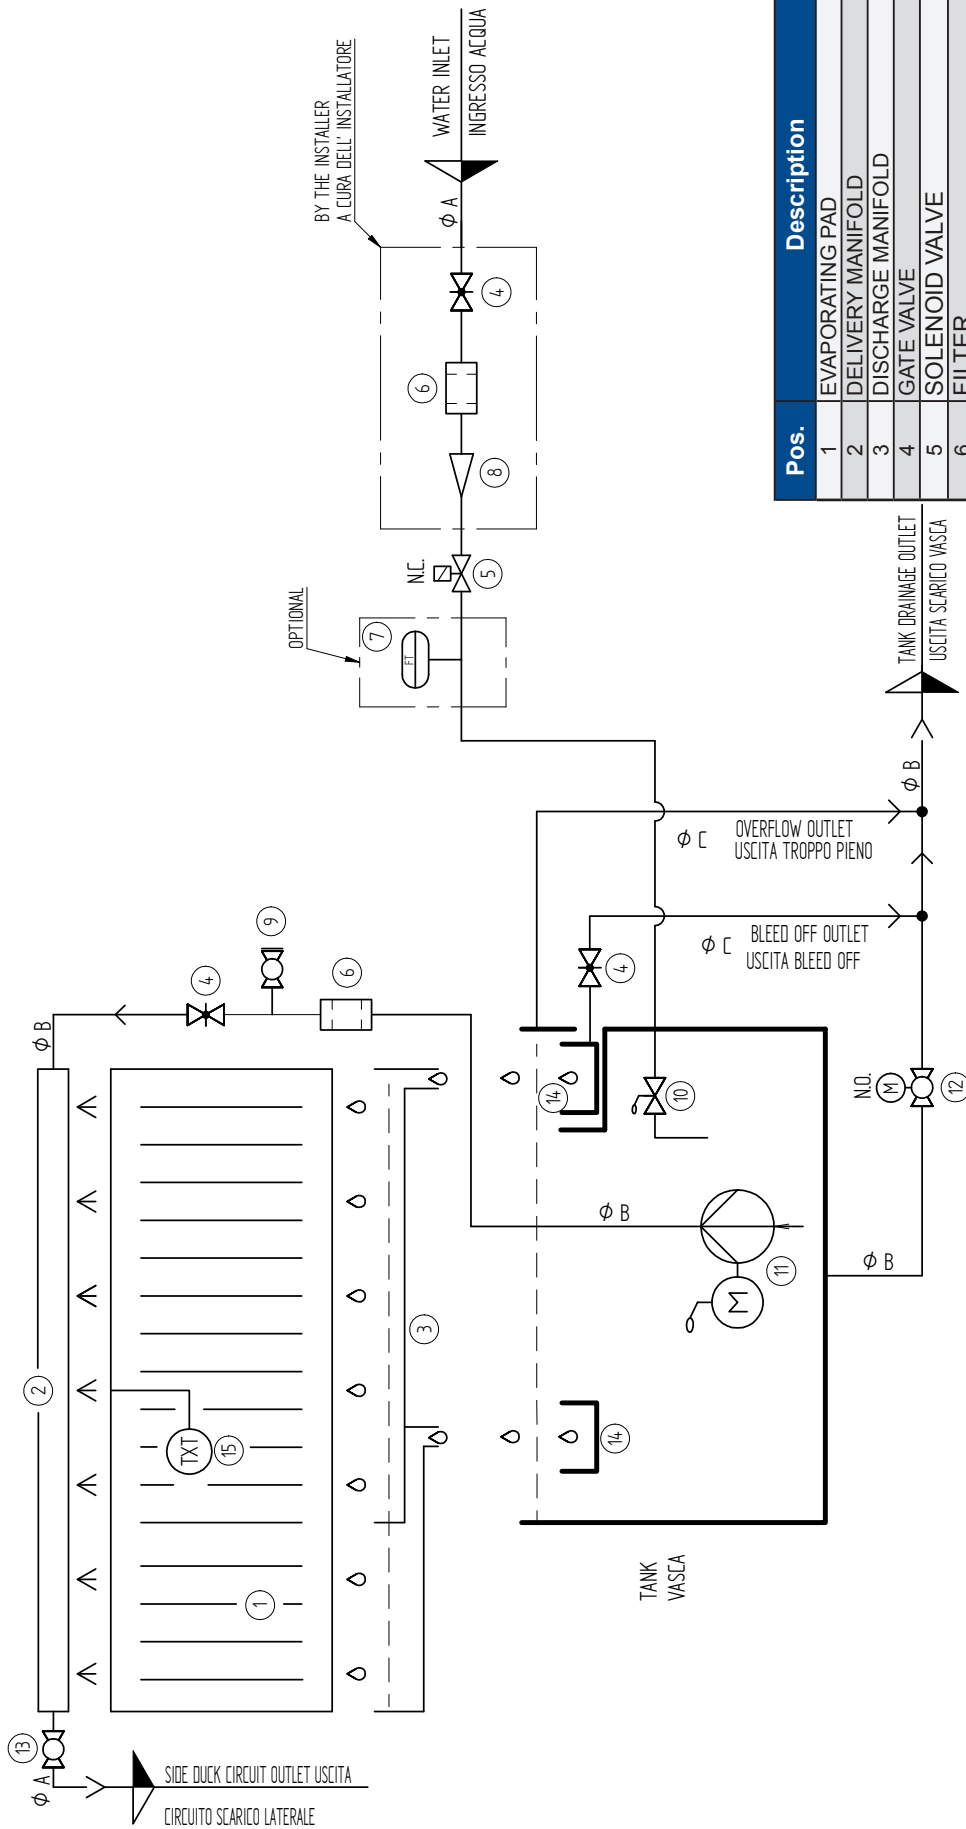 BY THE INSTALLER
A CURA DELL' INSTALLATORE
WATER INLET
INGRESSO ACQUA
ϕ A
4
6
8
N.C.
5
OPTIONAL
7
FT
9
4
6
ϕ B
2
TXT
15
1
3
13
ϕ A
SIDE DUCK CIRCUIT OUTLET USCITA
CIRCUITO SCARICO LATERALE
14
14
4
10
ϕ B
M
11
TANK
VASCA
ϕ C
OVERFLOW OUTLET
USCITA TROPPO PIENO
ϕ C
BLEED OFF OUTLET
USCITA BLEED OFF
N.O.
M
12
ϕ B
ϕ B
TANK DRAINAGE OUTLET
USCITA SCARICO VASCA
Pos. Description
1 EVAPORATING PAD
2 DELIVERY MANIFOLD
3 DISCHARGE MANIFOLD
4 GATE VALVE
5 SOLENOID VALVE
6 FILTER